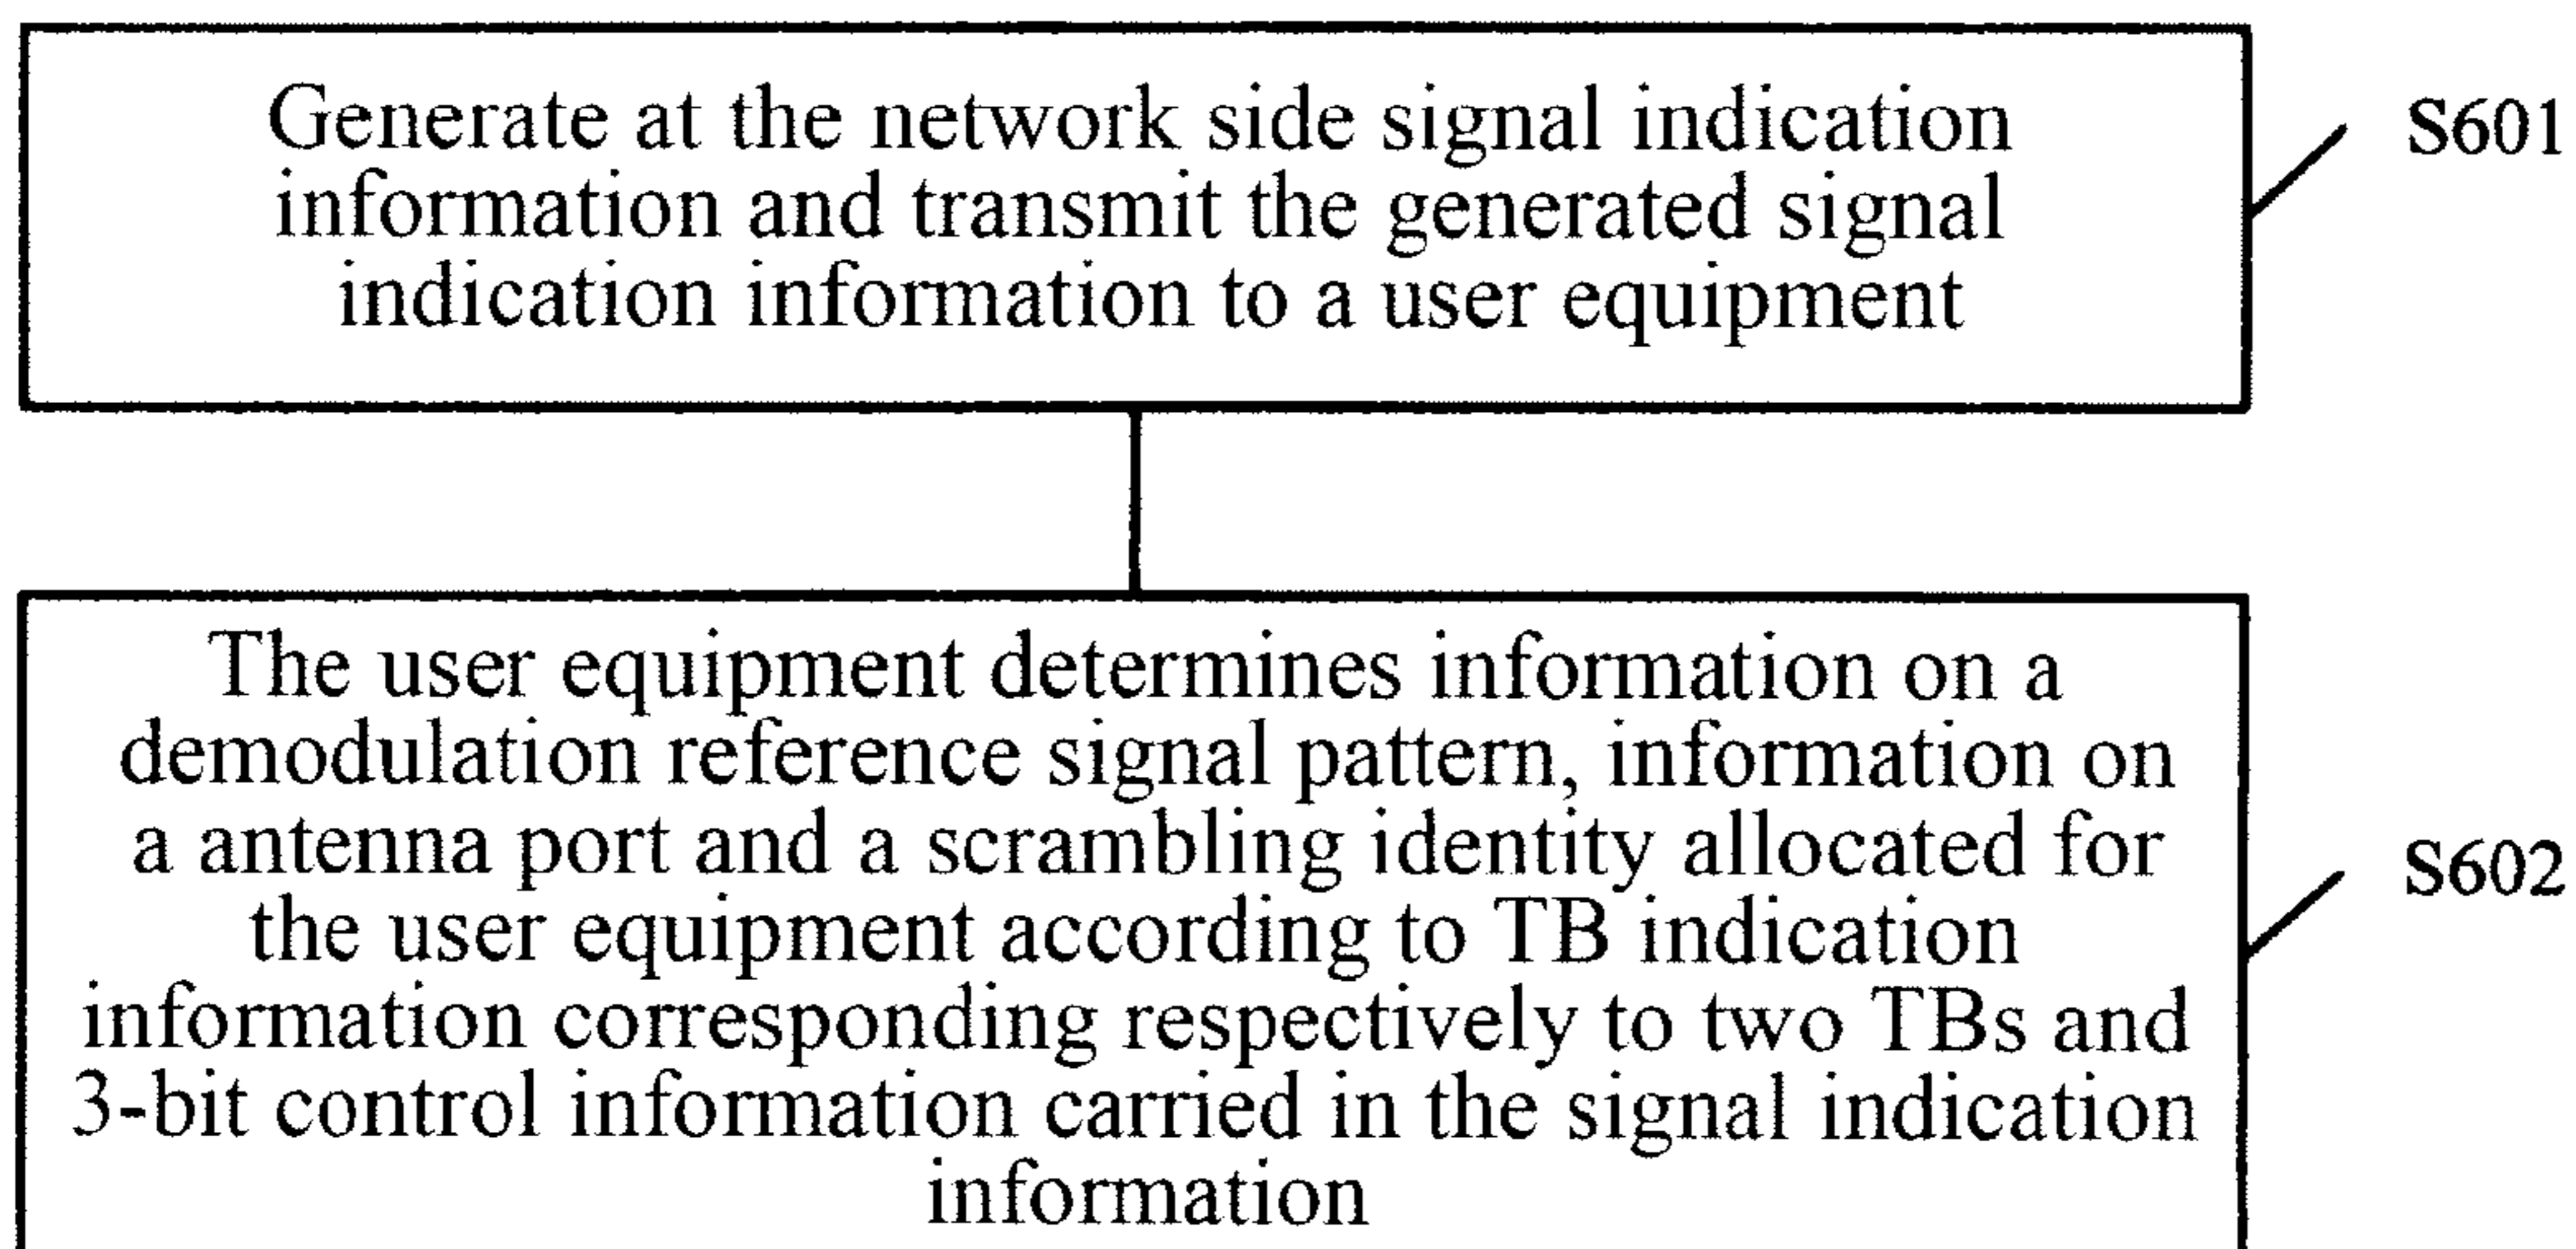 Generate at the network side signal indication
information and transmit the generated signal
indication information to a user equipment
S601
The user equipment determines information on a
demodulation reference signal pattern, information on
a antenna port and a scrambling identity allocated for
the user equipment according to TB indication
information corresponding respectively to two TBs and
3-bit control information carried in the signal indication
information
S602